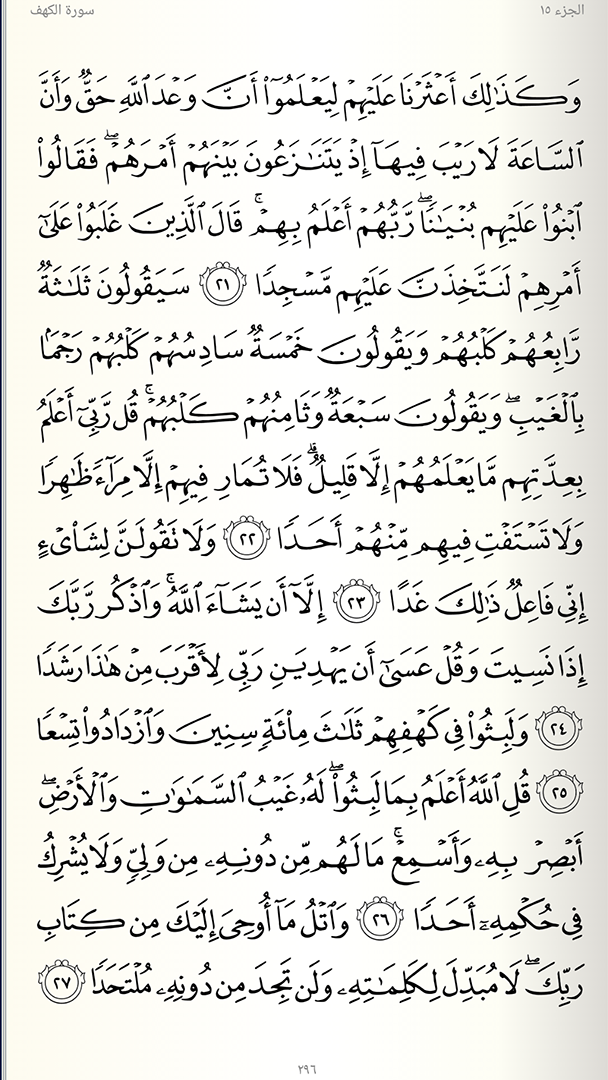 سورة الكهف
الجزء ١٥
وَكَذَٰلِكَ أَعۡثَرۡنَا عَلَيۡهِمۡ لِيَعۡلَمُوٓاْ أَنَّ وَعۡدَ ٱللَّهِ حَقّٞ وَأَنَّ
ٱلسَّاعَةَ لَا رَيۡبَ فِيهَآ إِذۡ يَتَنَٰزَعُونَ بَيۡنَهُمۡ أَمۡرَهُمۡۖ فَقَالُواْ
ٱبۡنُواْ عَلَيۡهِم بُنۡيَٰنٗاۖ رَّبُّهُمۡ أَعۡلَمُ بِهِمۡۚ قَالَ ٱلَّذِينَ غَلَبُواْ عَلَىٰٓ
أَمۡرِهِمۡ لَنَتَّخِذَنَّ عَلَيۡهِم مَّسۡجِدٗا ٢١ سَيَقُولُونَ ثَلَٰثَةٞ
رَّابِعُهُمۡ كَلۡبُهُمۡ وَيَقُولُونَ خَمۡسَةٞ سَادِسُهُمۡ كَلۡبُهُمۡ رَجۡمَۢا
بِٱلۡغَيۡبِۖ وَيَقُولُونَ سَبۡعَةٞ وَثَامِنُهُمۡ كَلۡبُهُمۡۚ قُل رَّبِّيٓ أَعۡلَمُ
بِعِدَّتِهِم مَّا يَعۡلَمُهُمۡ إِلَّا قَلِيلٞۗ فَلَا تُمَارِ فِيهِمۡ إِلَّا مِرَآءٗ ظَٰهِرٗا
وَلَا تَسۡتَفۡتِ فِيهِم مِّنۡهُمۡ أَحَدٗا ٢٢ وَلَا تَقُولَنَّ لِشَاْيۡءٍ
إِنِّي فَاعِلٞ ذَٰلِكَ غَدًا ٢٣ إِلَّآ أَن يَشَآءَ ٱللَّهُۚ وَٱذۡكُر رَّبَّكَ
إِذَا نَسِيتَ وَقُلۡ عَسَىٰٓ أَن يَهۡدِيَنِ رَبِّي لِأَقۡرَبَ مِنۡ هَٰذَا رَشَدٗا
٢٤ وَلَبِثُواْ فِي كَهۡفِهِمۡ ثَلَٰثَ مِاْئَةٖ سِنِينَ وَٱزۡدَادُواْ تِسۡعٗا
٢٥ قُلِ ٱللَّهُ أَعۡلَمُ بِمَا لَبِثُواْۖ لَهُۥ غَيۡبُ ٱلسَّمَٰوَٰتِ وَٱلۡأَرۡضِۖ
أَبۡصِرۡ بِهِۦ وَأَسۡمِعۡۚ مَا لَهُم مِّن دُونِهِۦ مِن وَلِيّٖ وَلَا يُشۡرِكُ
فِي حُكۡمِهِۦٓ أَحَدٗا ٢٦ وَٱتۡلُ مَآ أُوحِيَ إِلَيۡكَ مِن كِتَابِ
رَبِّكَۖ لَا مُبَدِّلَ لِكَلِمَٰتِهِۦ وَلَن تَجِدَ مِن دُونِهِۦ مُلۡتَحَدٗا ٢٧
٢٩٦